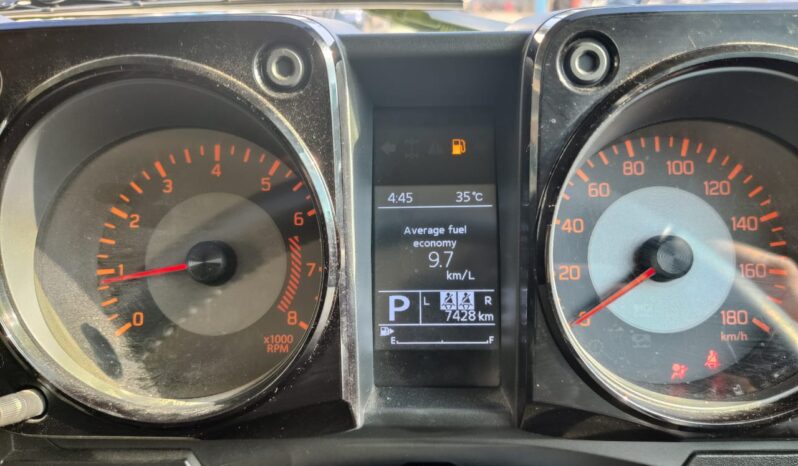 0 1 2 3 4 5 6 7 8
x1000
RPM
4:45 35°C
Average fuel
economy
9.7
km/L
P L R
7428 km
E F
20 40 60 80 100 120 140 160 180
km/h